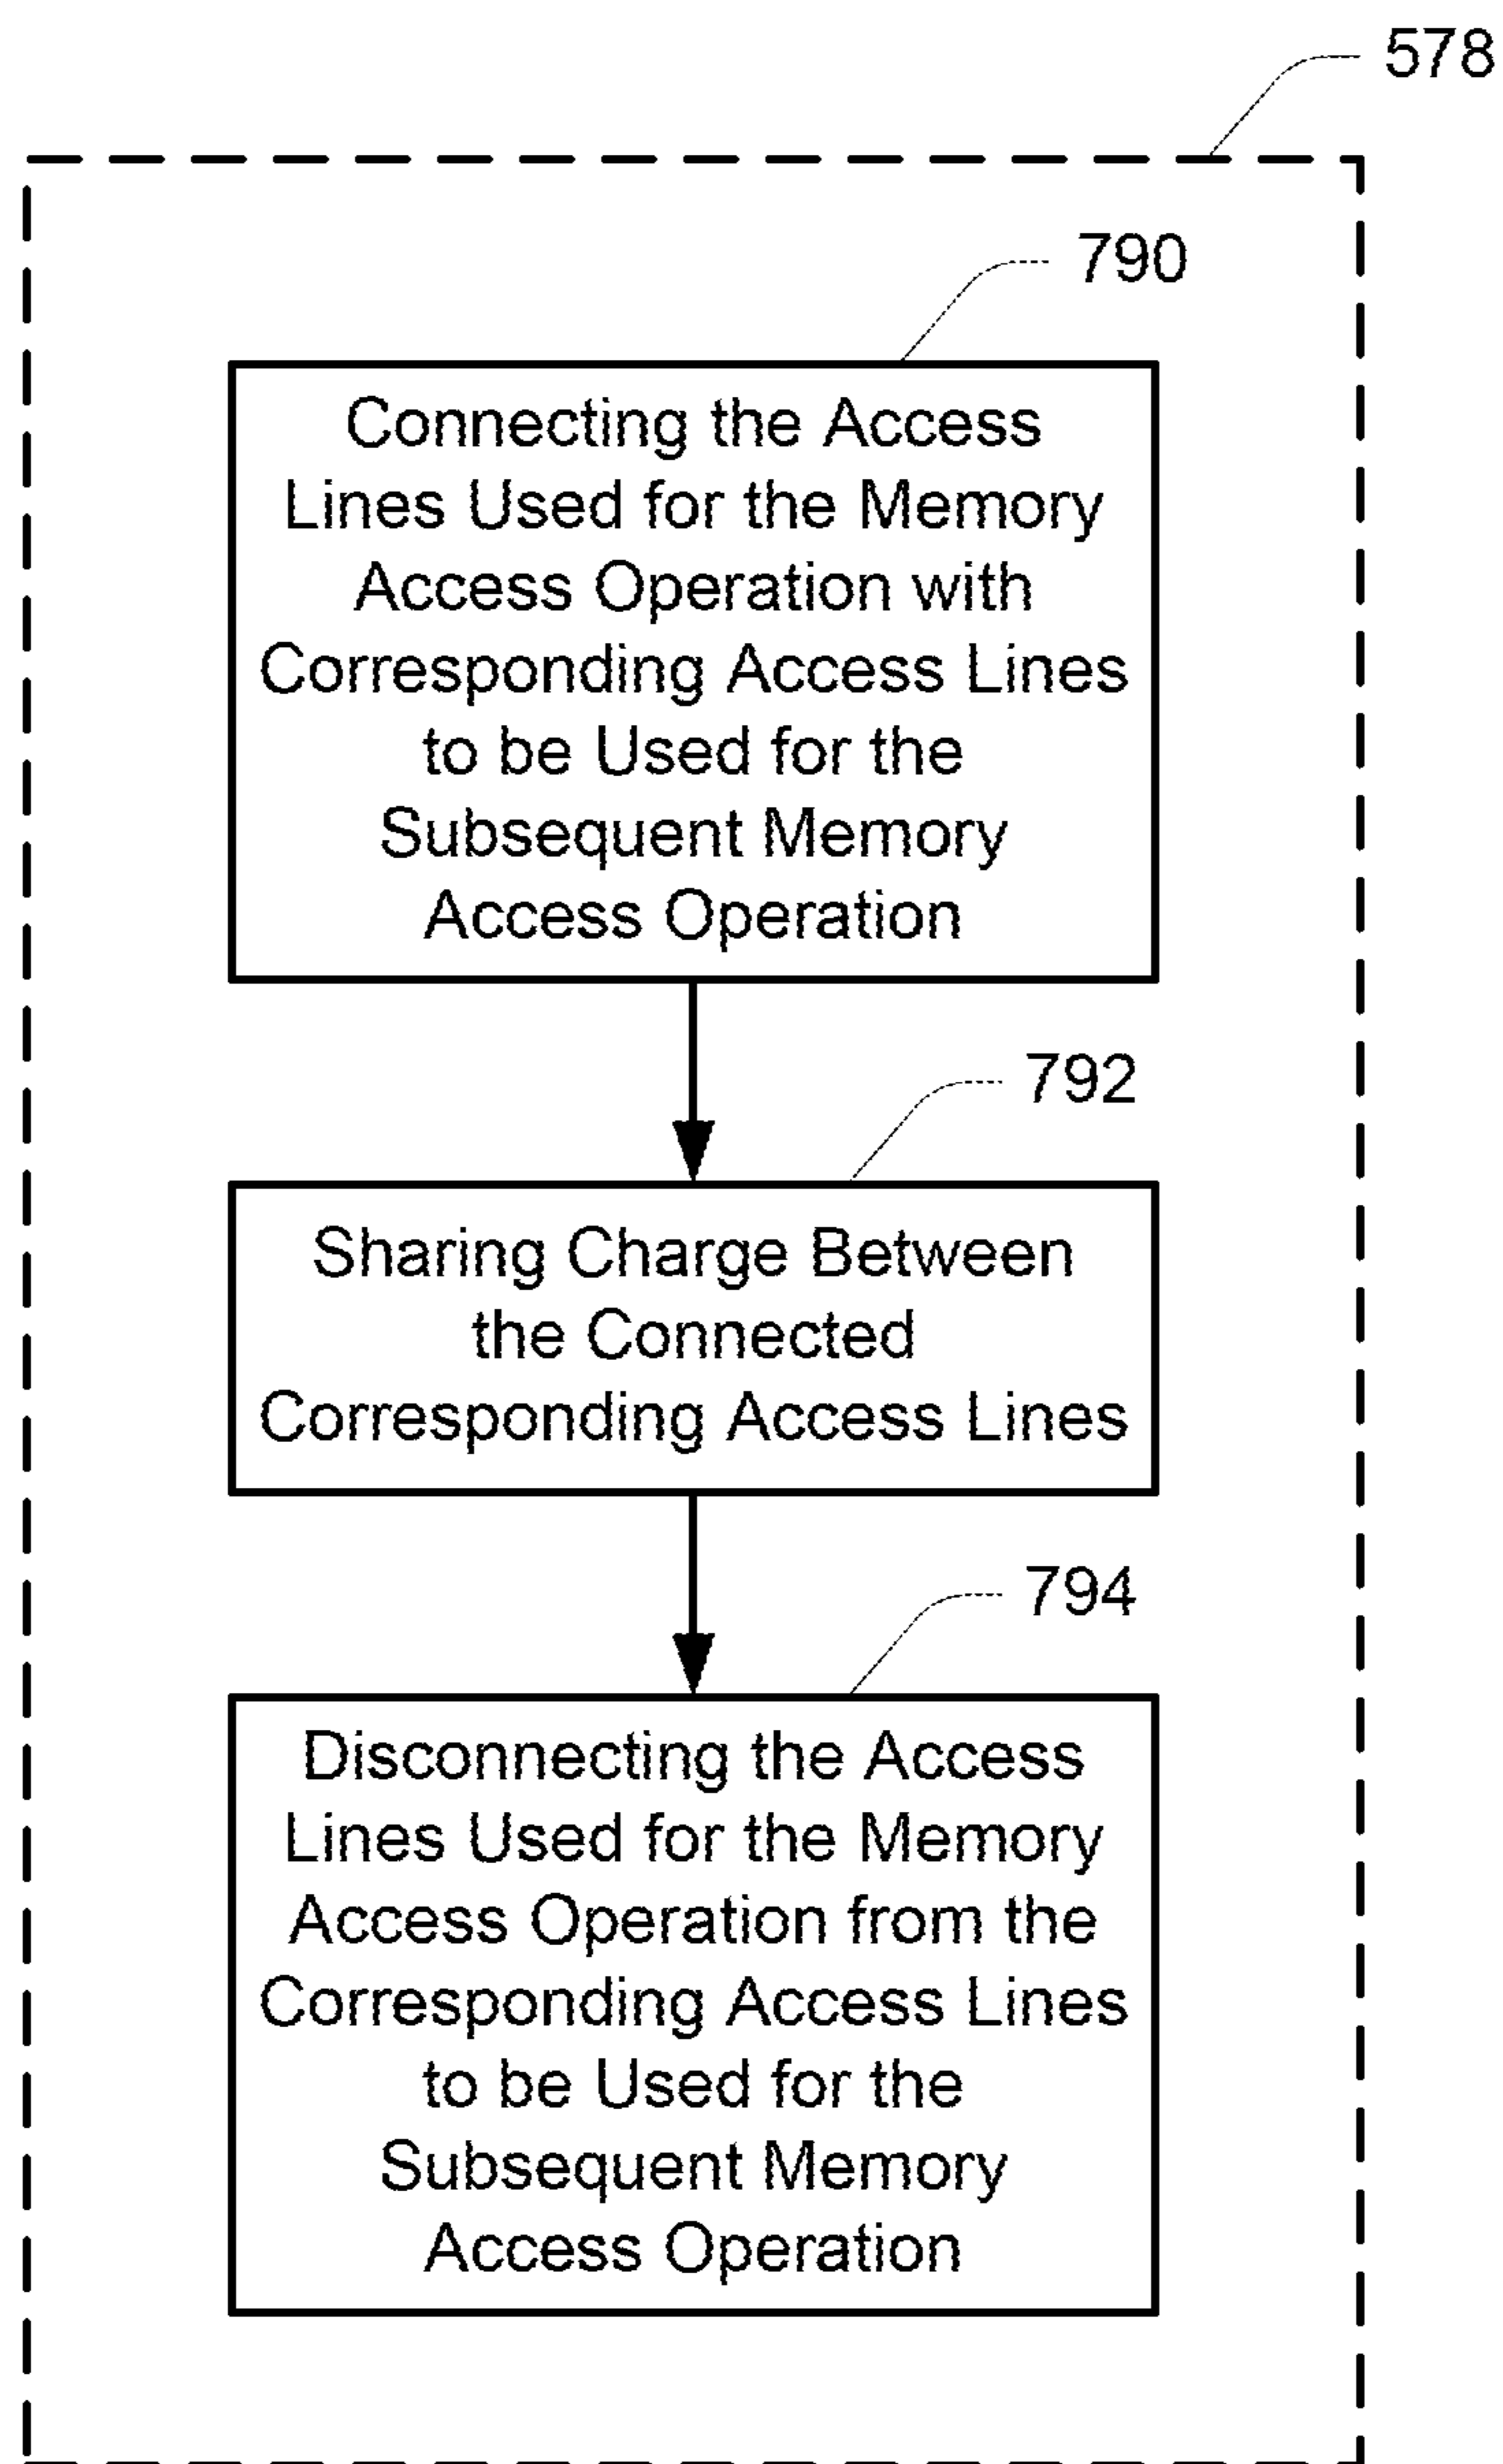 578
790
Connecting the Access
Lines Used for the Memory
Access Operation with
Corresponding Access Lines
to be Used for the
Subsequent Memory
Access Operation
792
Sharing Charge Between
the Connected
Corresponding Access Lines
794
Disconnecting the Access
Lines Used for the Memory
Access Operation from the
Corresponding Access Lines
to be Used for the
Subsequent Memory
Access Operation